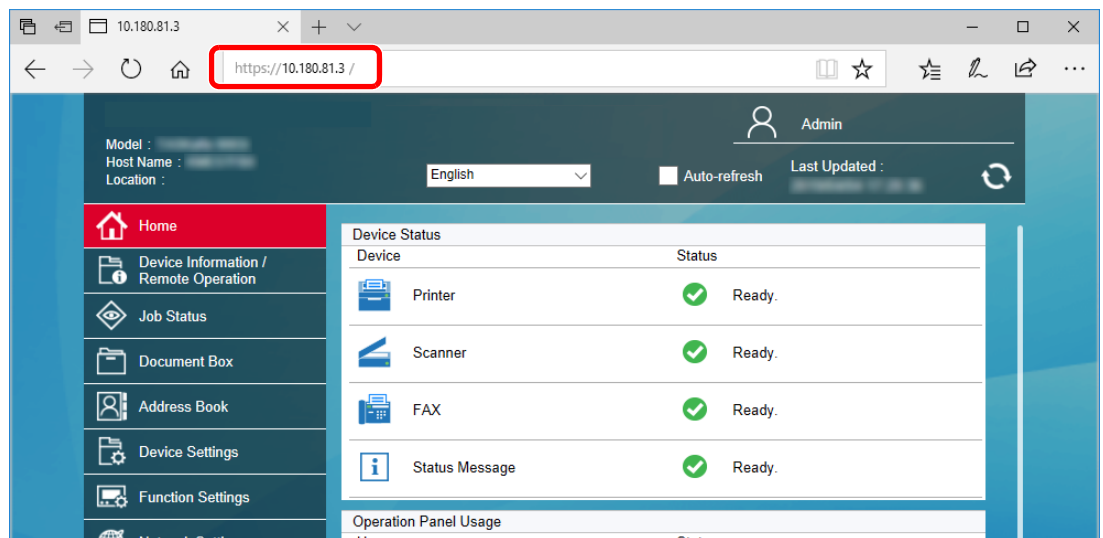 10.180.81.3
https://10.180.81.3 /
Admin
Model :
Host Name :
Location :
English
Auto-refresh
Last Updated :
Home
Device Information /
Remote Operation
Job Status
Document Box
Address Book
Device Settings
Function Settings
Device Status
Device Status
Printer Ready.
Scanner Ready.
FAX Ready.
Status Message Ready.
Operation Panel Usage